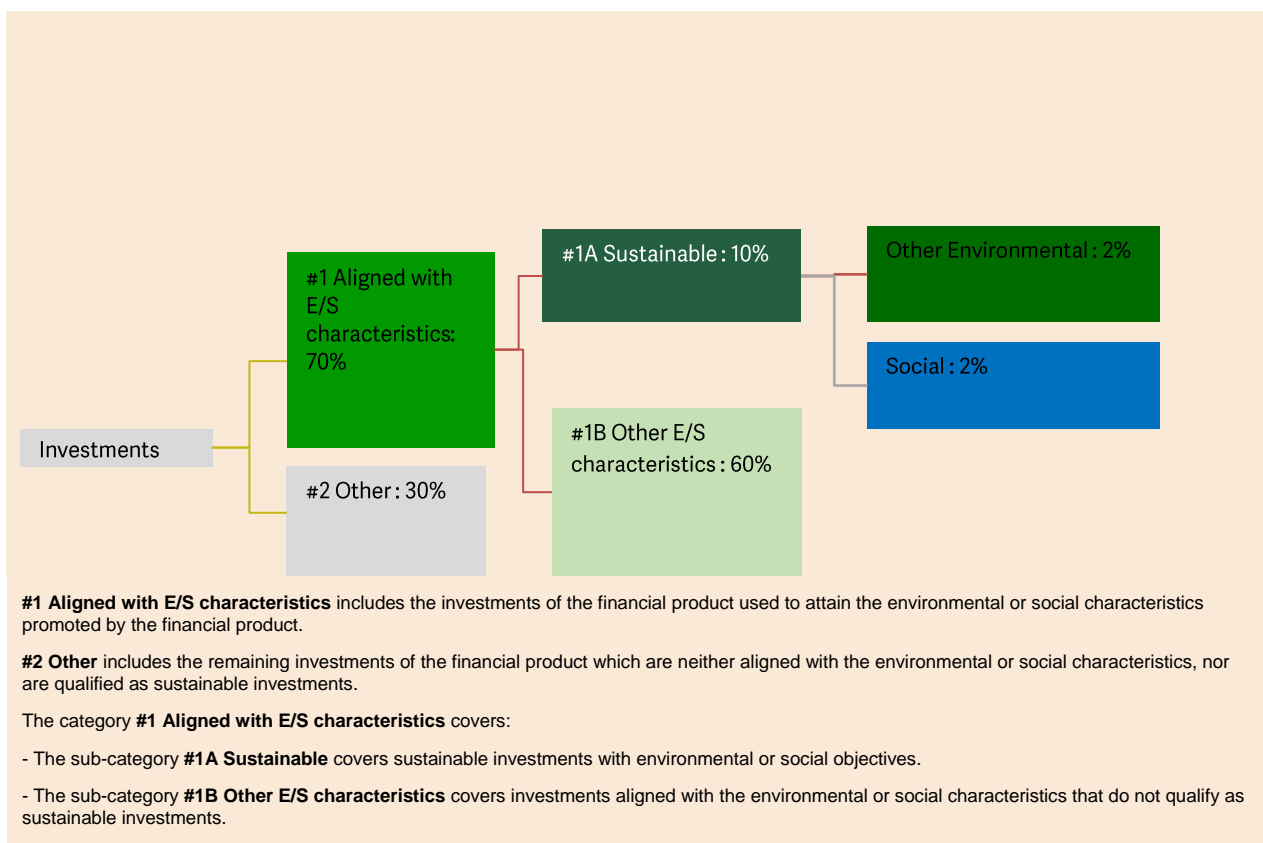 Investments
#1 Aligned with
E/S
characteristics:
70%
#2 Other : 30%
#1A Sustainable : 10%
#1B Other E/S
characteristics : 60%
Other Environmental : 2%
Social : 2%
#1 Aligned with E/S characteristics includes the investments of the financial product used to attain the environmental or social characteristics
promoted by the financial product.
#2 Other includes the remaining investments of the financial product which are neither aligned with the environmental or social characteristics, nor
are qualified as sustainable investments.
The category #1 Aligned with E/S characteristics covers:
- The sub-category #1A Sustainable covers sustainable investments with environmental or social objectives.
- The sub-category #1B Other E/S characteristics covers investments aligned with the environmental or social characteristics that do not qualify as
sustainable investments.